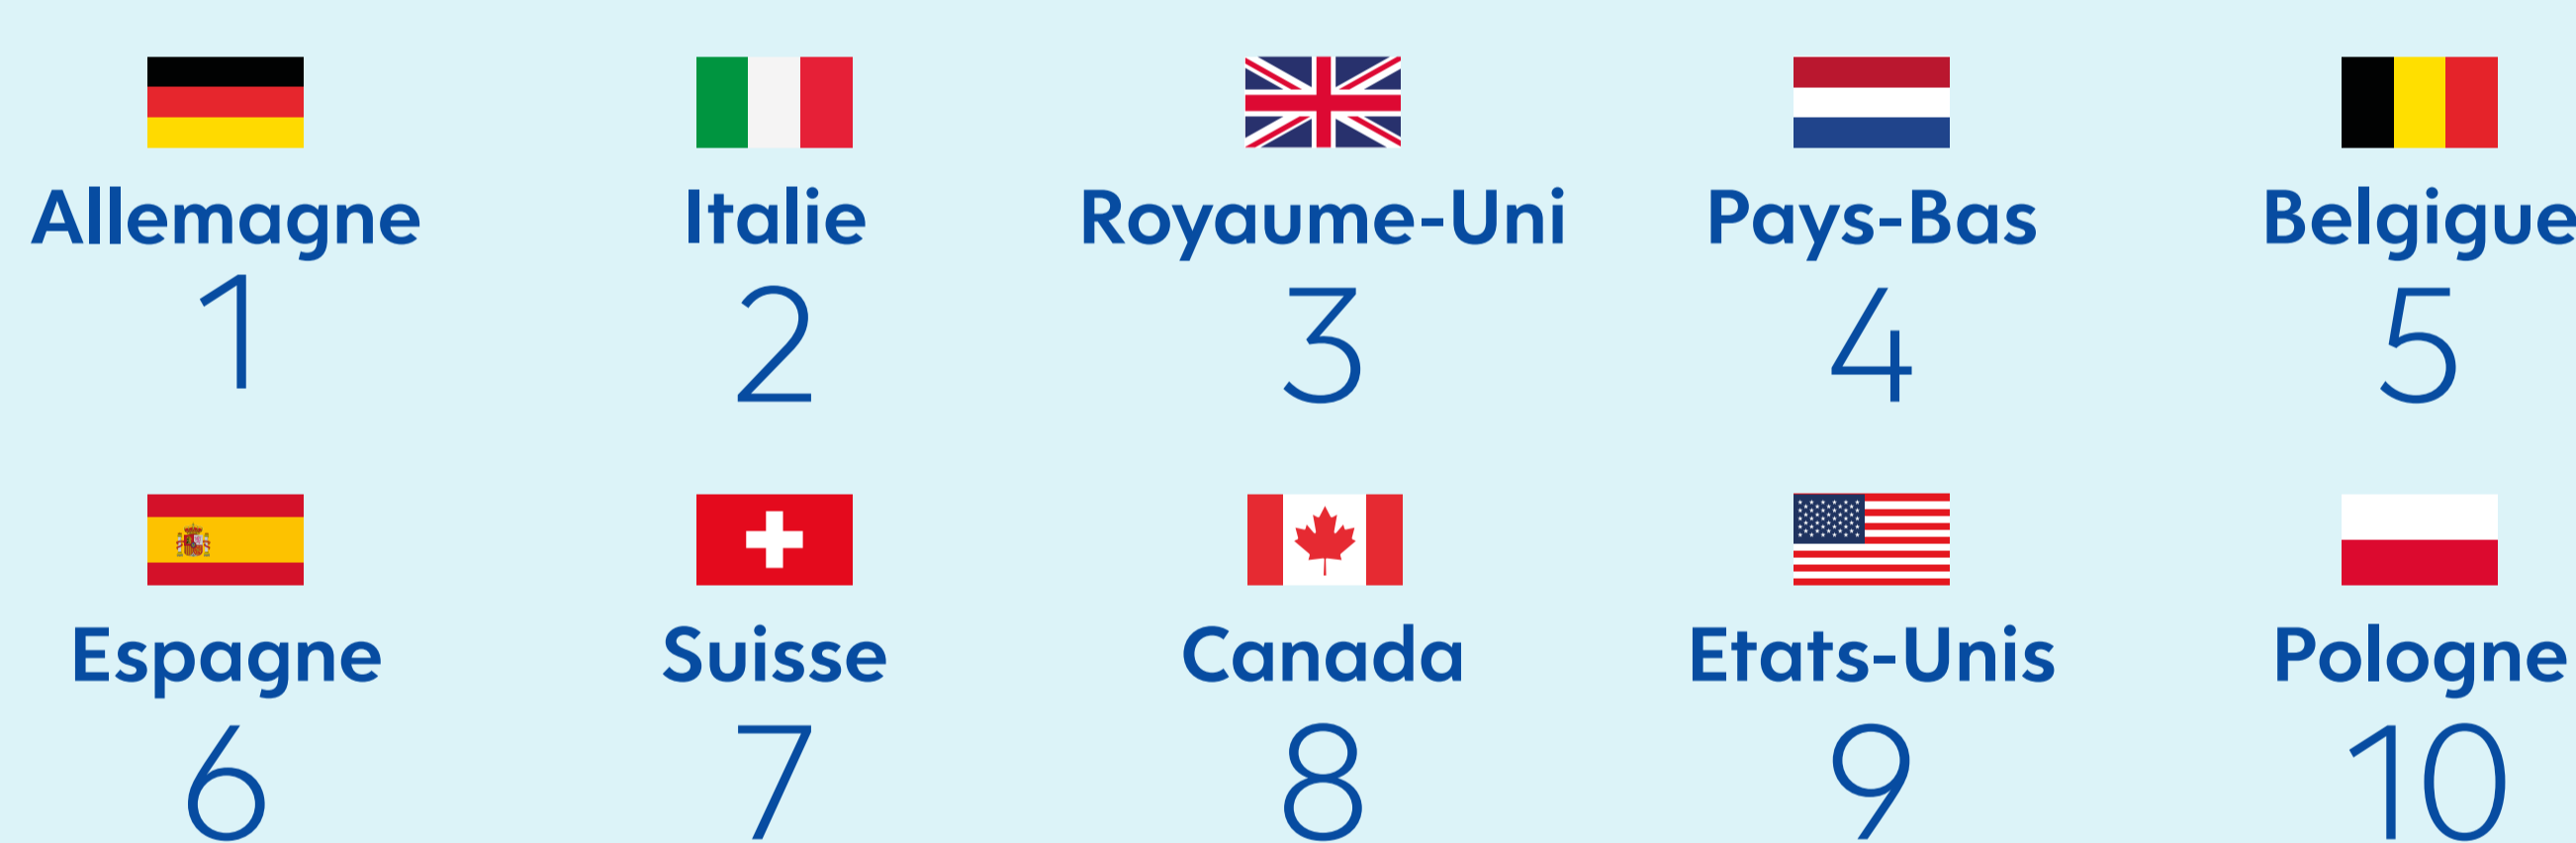 Allemagne Italie Royaume-Uni Pays-Bas Belgigue
1 2 3 4 5
Espagne Suisse Canada Etats-Unis Pologne
6 7 8 9 10